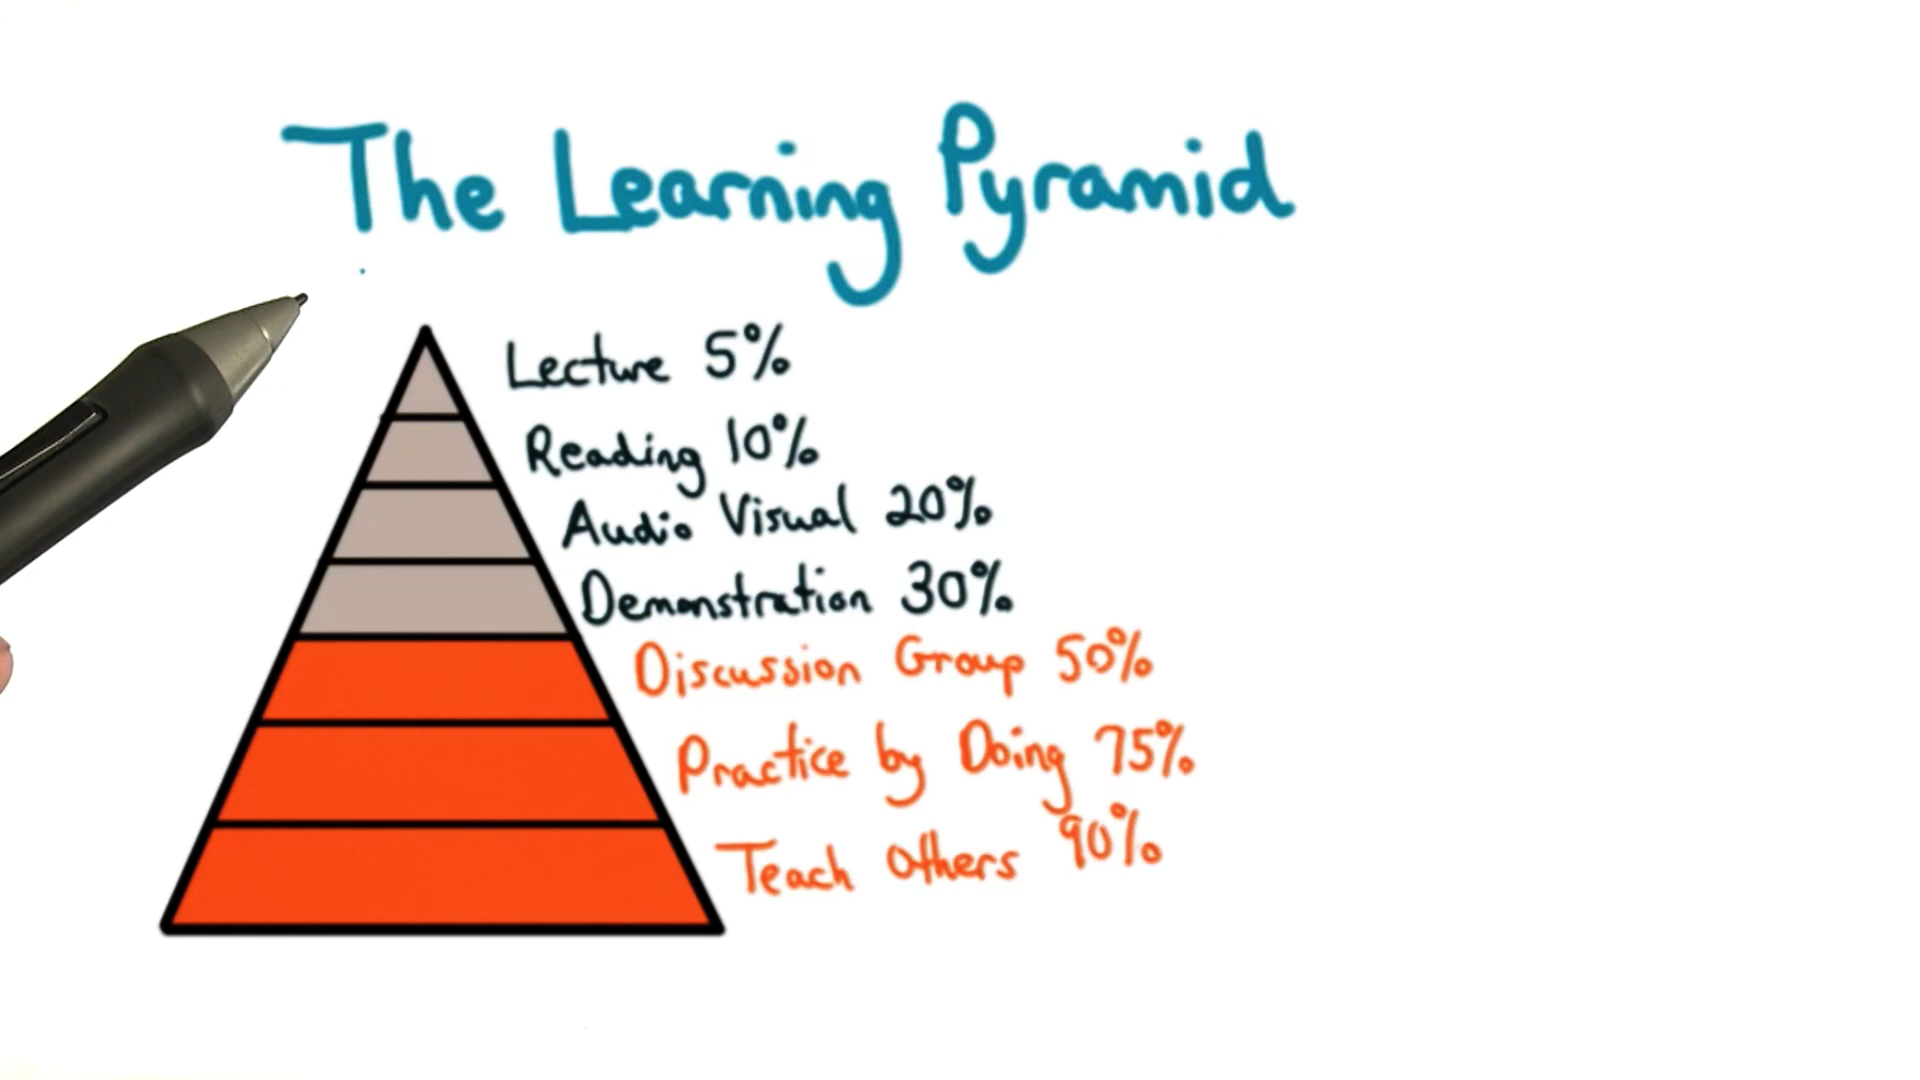 The Learning Pyramid
Lecture 5%
Reading 10%
Audio Visual 20%
Demonstration 30%
Discussion Group 50%
Practice by Doing 75%
Teach Others 90%